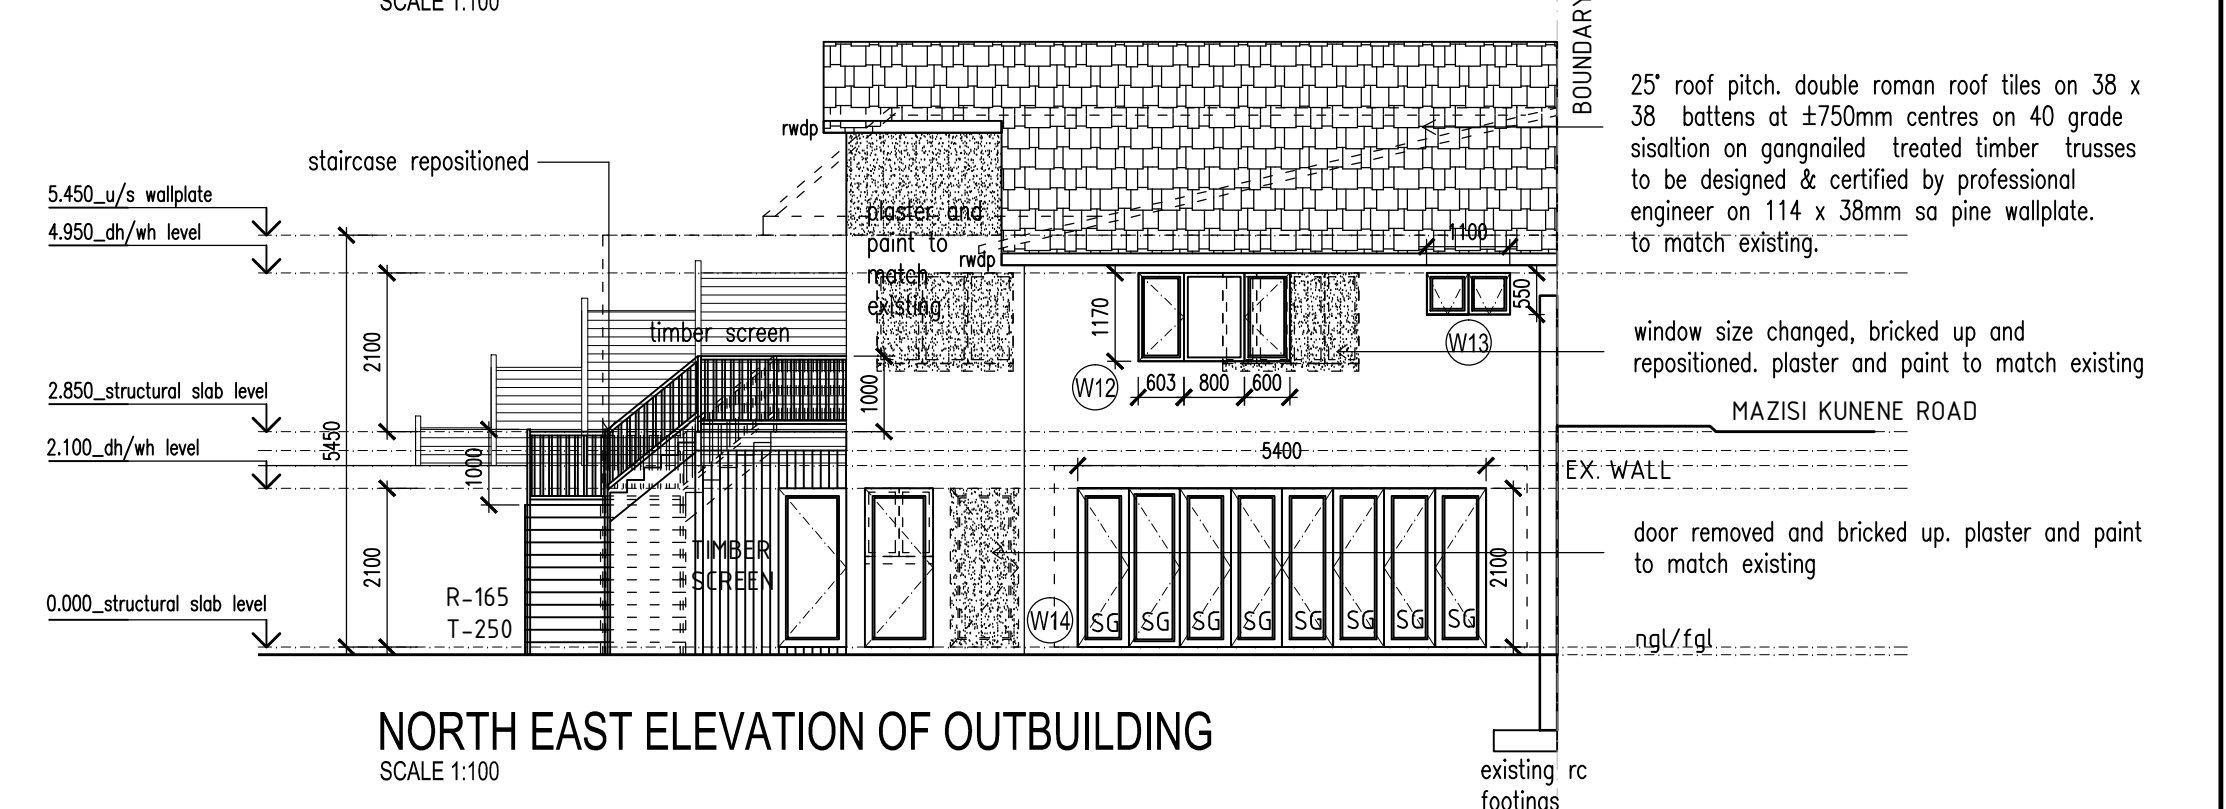 SCALE 1:100
BOUNDARY
25° roof pitch. double roman roof tiles on 38 x
38 battens at ±750mm centres on 40 grade
sisaltion on gangnailed treated timber trusses
to be designed & certified by professional
engineer on 114 x 38mm sa pine wallplate.
to match existing.
rwdp
staircase repositioned
5.450_u/s wallplate
4.950_dh/wh level
plaster and
paint to
match
existing
rwdp
1100
550
1170
2100
timber screen
W13
window size changed, bricked up and
repositioned. plaster and paint to match existing
W12
603
800
600
1000
2.850_structural slab level
MAZISI KUNENE ROAD
5450
2.100_dh/wh level
1000
5400
EX. WALL
door removed and bricked up. plaster and paint
to match existing
TIMBER
SCREEN
2100
2100
0.000_structural slab level
R-165
T-250
W14
SG
SG
SG
SG
SG
SG
SG
SG
ngl/fgl
NORTH EAST ELEVATION OF OUTBUILDING
SCALE 1:100
existing rc
footings